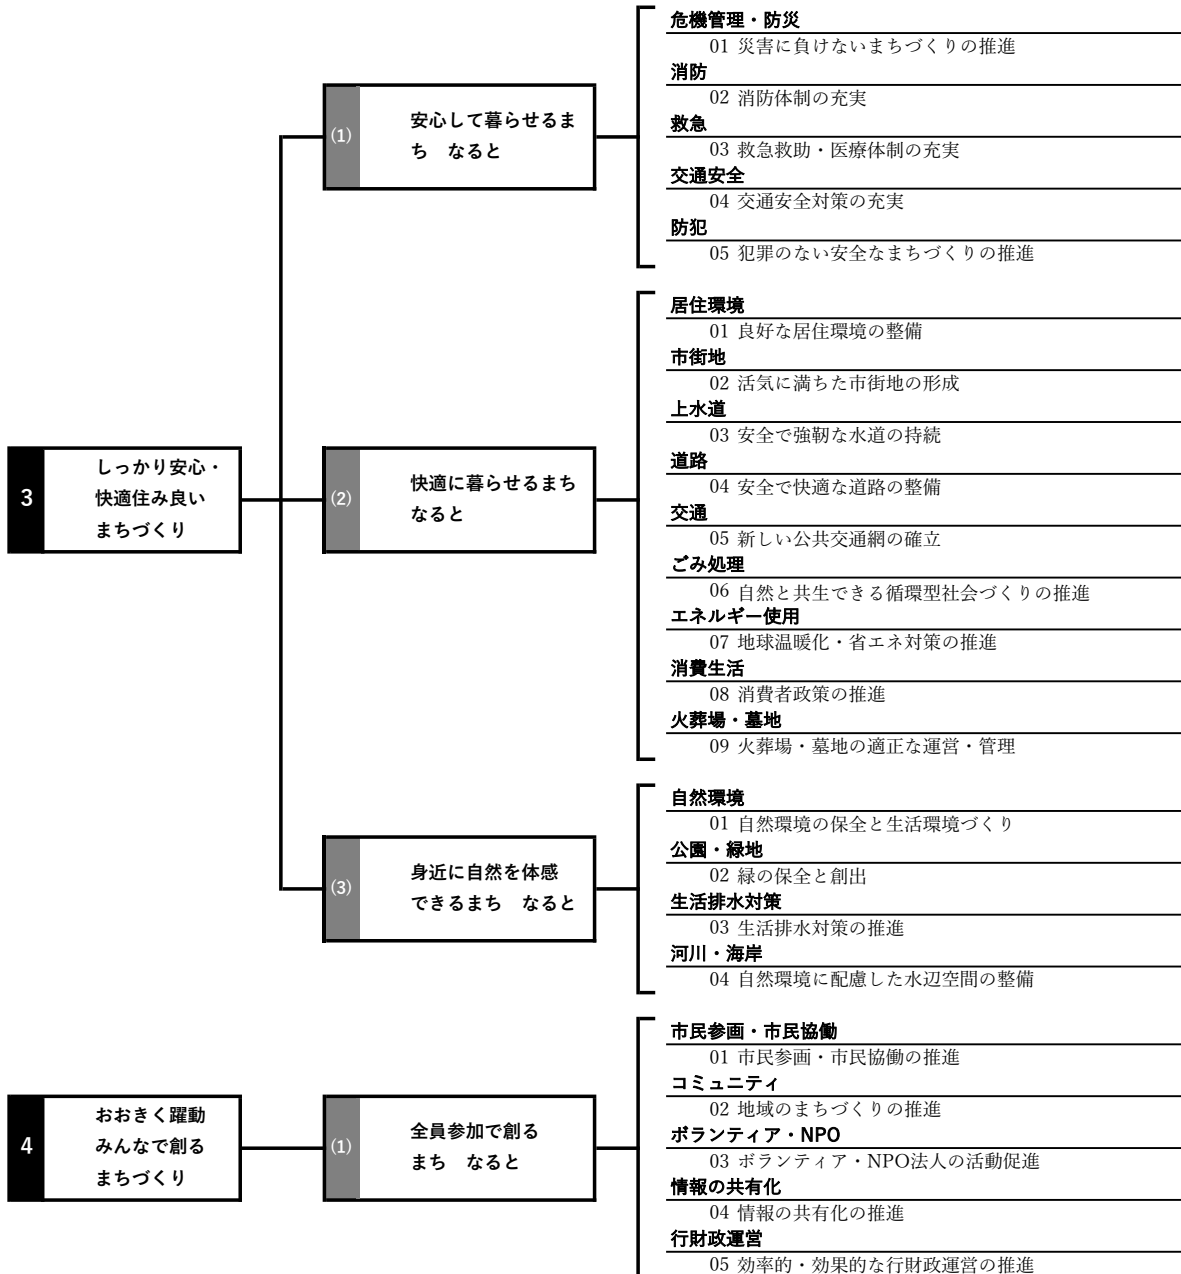 3
しっかり安心・
快適住み良い
まちづくり
(1)
安心して暮らせるま
ち　なると
危機管理・防災
01 災害に負けないまちづくりの推進
消防
02 消防体制の充実
救急
03 救急救助・医療体制の充実
交通安全
04 交通安全対策の充実
防犯
05 犯罪のない安全なまちづくりの推進
(2)
快適に暮らせるまち
なると
居住環境
01 良好な居住環境の整備
市街地
02 活気に満ちた市街地の形成
上水道
03 安全で強靭な水道の持続
道路
04 安全で快適な道路の整備
交通
05 新しい公共交通網の確立
ごみ処理
06 自然と共生できる循環型社会づくりの推進
エネルギー使用
07 地球温暖化・省エネ対策の推進
消費生活
08 消費者政策の推進
火葬場・墓地
09 火葬場・墓地の適正な運営・管理
(3)
身近に自然を体感
できるまち　なると
自然環境
01 自然環境の保全と生活環境づくり
公園・緑地
02 緑の保全と創出
生活排水対策
03 生活排水対策の推進
河川・海岸
04 自然環境に配慮した水辺空間の整備
4
おおきく躍動
みんなで創る
まちづくり
(1)
全員参加で創る
まち　なると
市民参画・市民協働
01 市民参画・市民協働の推進
コミュニティ
02 地域のまちづくりの推進
ボランティア・NPO
03 ボランティア・NPO法人の活動促進
情報の共有化
04 情報の共有化の推進
行財政運営
05 効率的・効果的な行財政運営の推進